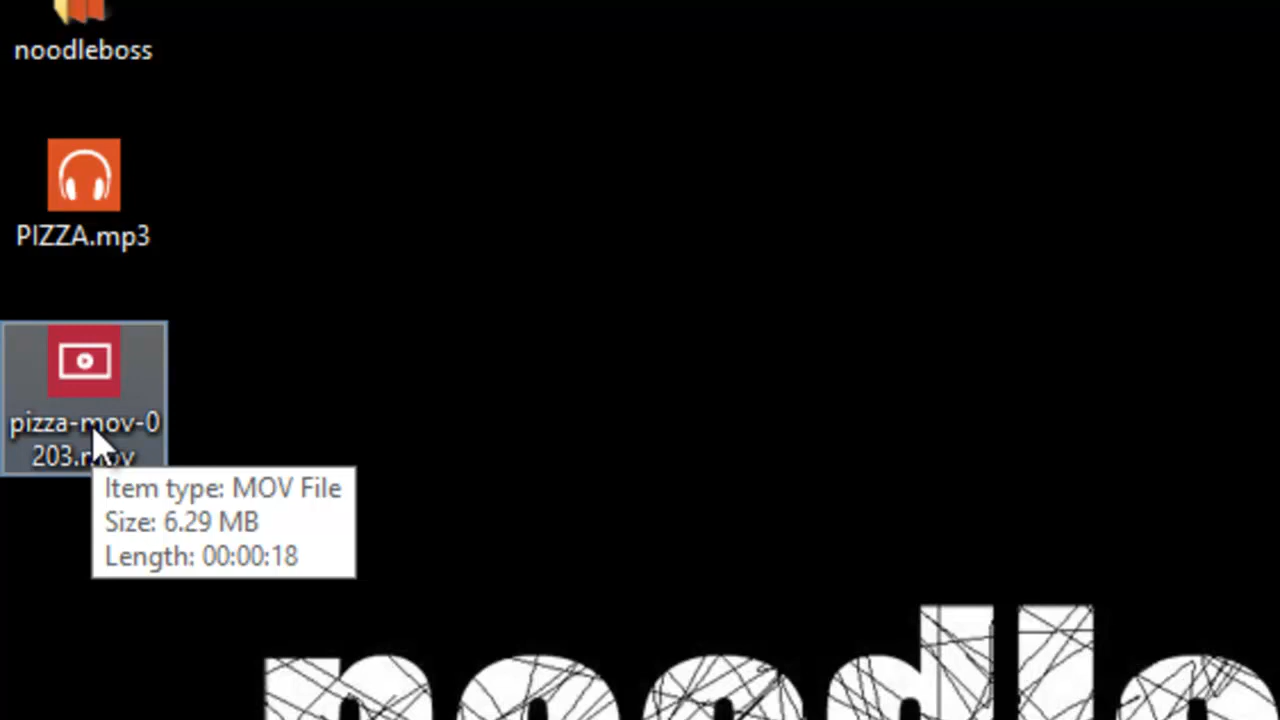 noodleboss
PIZZA.mp3
pizza-mov-0
203.mov
Item type: MOV File
Size: 6.29 MB
Length: 00:00:18
noodle